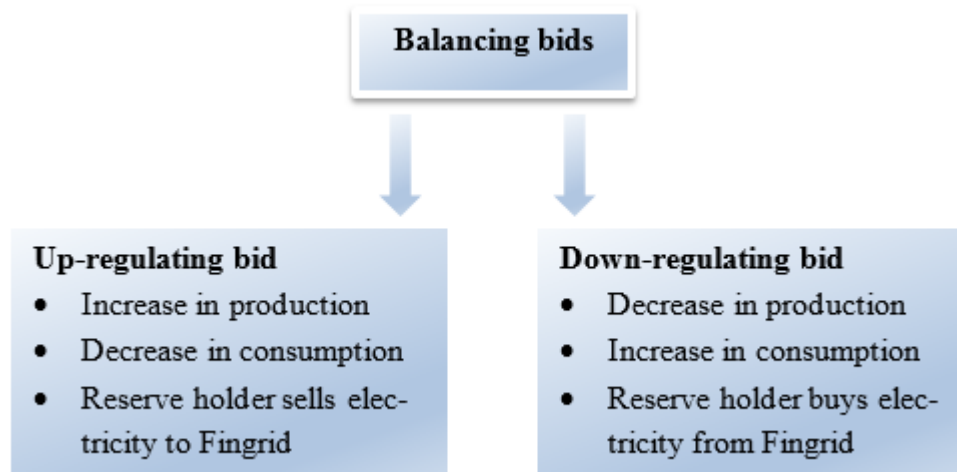 Balancing bids
Up-regulating bid
• Increase in production
• Decrease in consumption
• Reserve holder sells elec-
tricity to Fingrid
Down-regulating bid
• Decrease in production
• Increase in consumption
• Reserve holder buys elec-
tricity from Fingrid